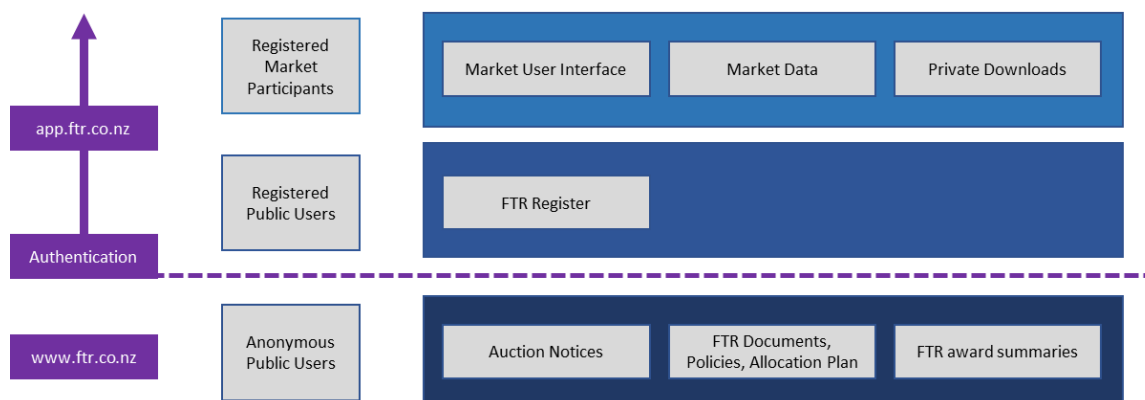 Registered
Market
Participants
Market User Interface
Market Data
Private Downloads
app.ftr.co.nz
Registered
Public Users
FTR Register
Authentication
www.ftr.co.nz
Anonymous
Public Users
Auction Notices
FTR Documents,
Policies, Allocation Plan
FTR award summaries